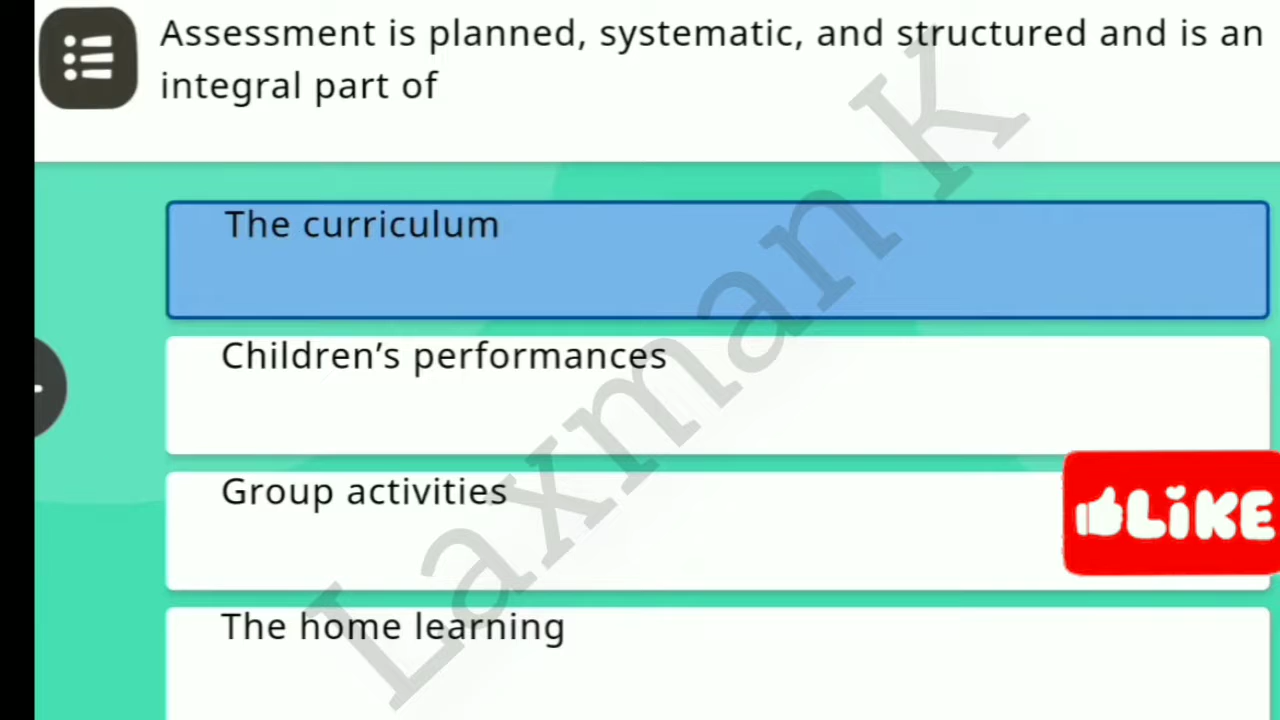 Assessment is planned, systematic, and structured and is an
integral part of
The curriculum
Children’s performances
Group activities
LiKE
The home learning
Laxman K